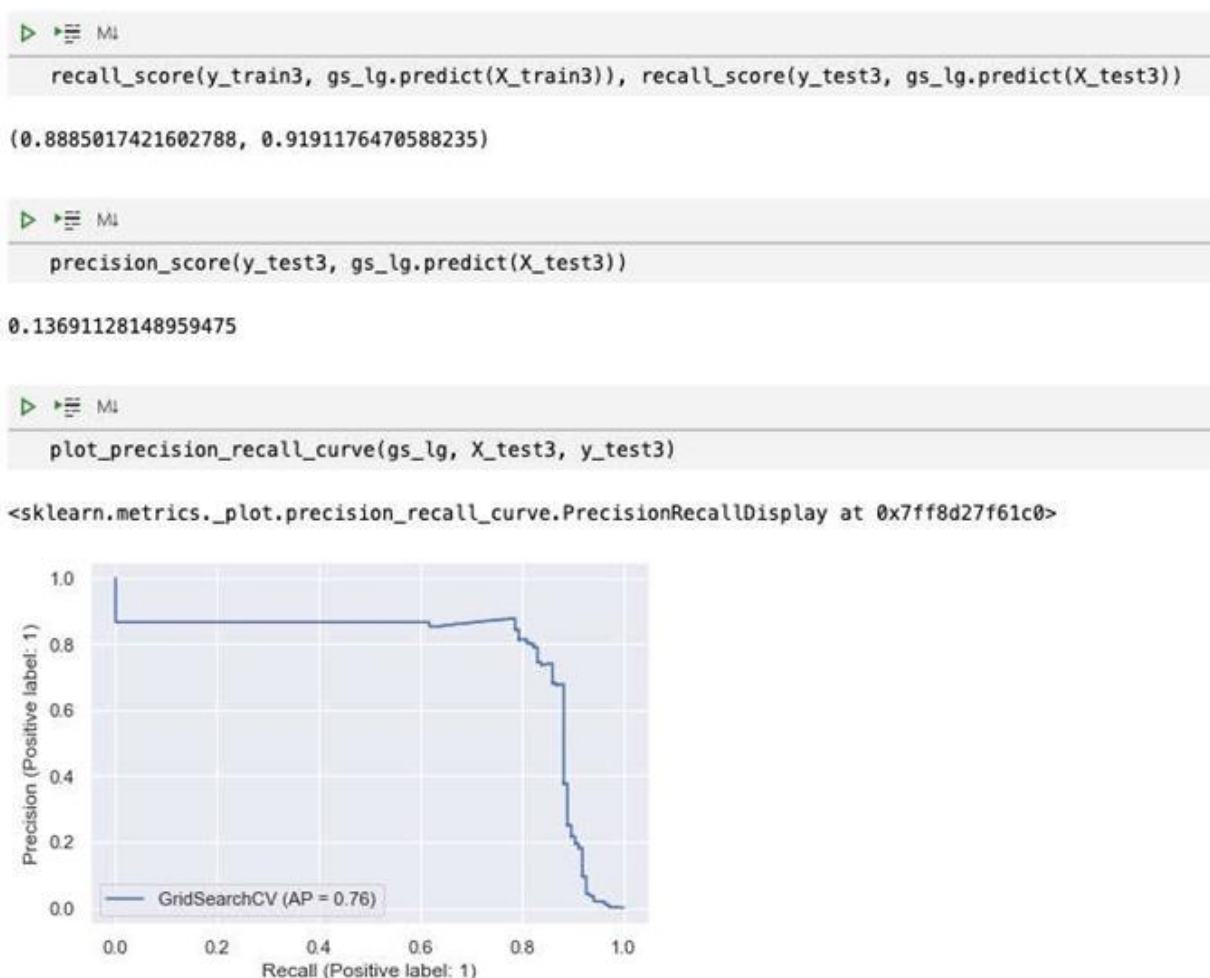 M↓
recall_score(y_train3, gs_lg.predict(X_train3)), recall_score(y_test3, gs_lg.predict(X_test3))
(0.8885017421602788, 0.9191176470588235)
M↓
precision_score(y_test3, gs_lg.predict(X_test3))
0.13691128148959475
M↓
plot_precision_recall_curve(gs_lg, X_test3, y_test3)
<sklearn.metrics._plot.precision_recall_curve.PrecisionRecallDisplay at 0x7ff8d27f61c0>
Precision (Positive label: 1)
1.0
0.8
0.6
0.4
0.2
0.0
GridSearchCV (AP = 0.76)
0.0 0.2 0.4 0.6 0.8 1.0
Recall (Positive label: 1)